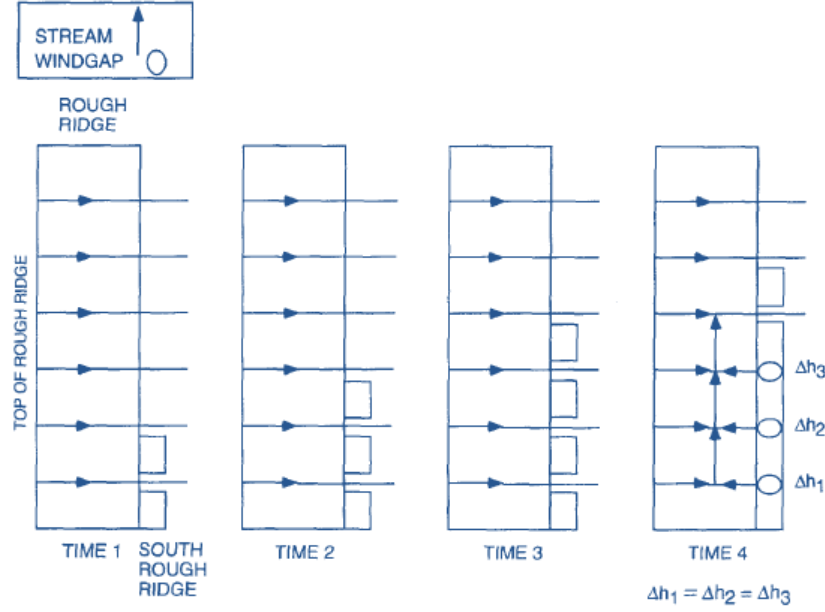 STREAM
WINDGAP
ROUGH
RIDGE
TOP OF ROUGH RIDGE
Δh3
Δh2
Δh1
TIME 1
SOUTH
ROUGH
RIDGE
TIME 2
TIME 3
TIME 4
Δh1 = Δh2 = Δh3